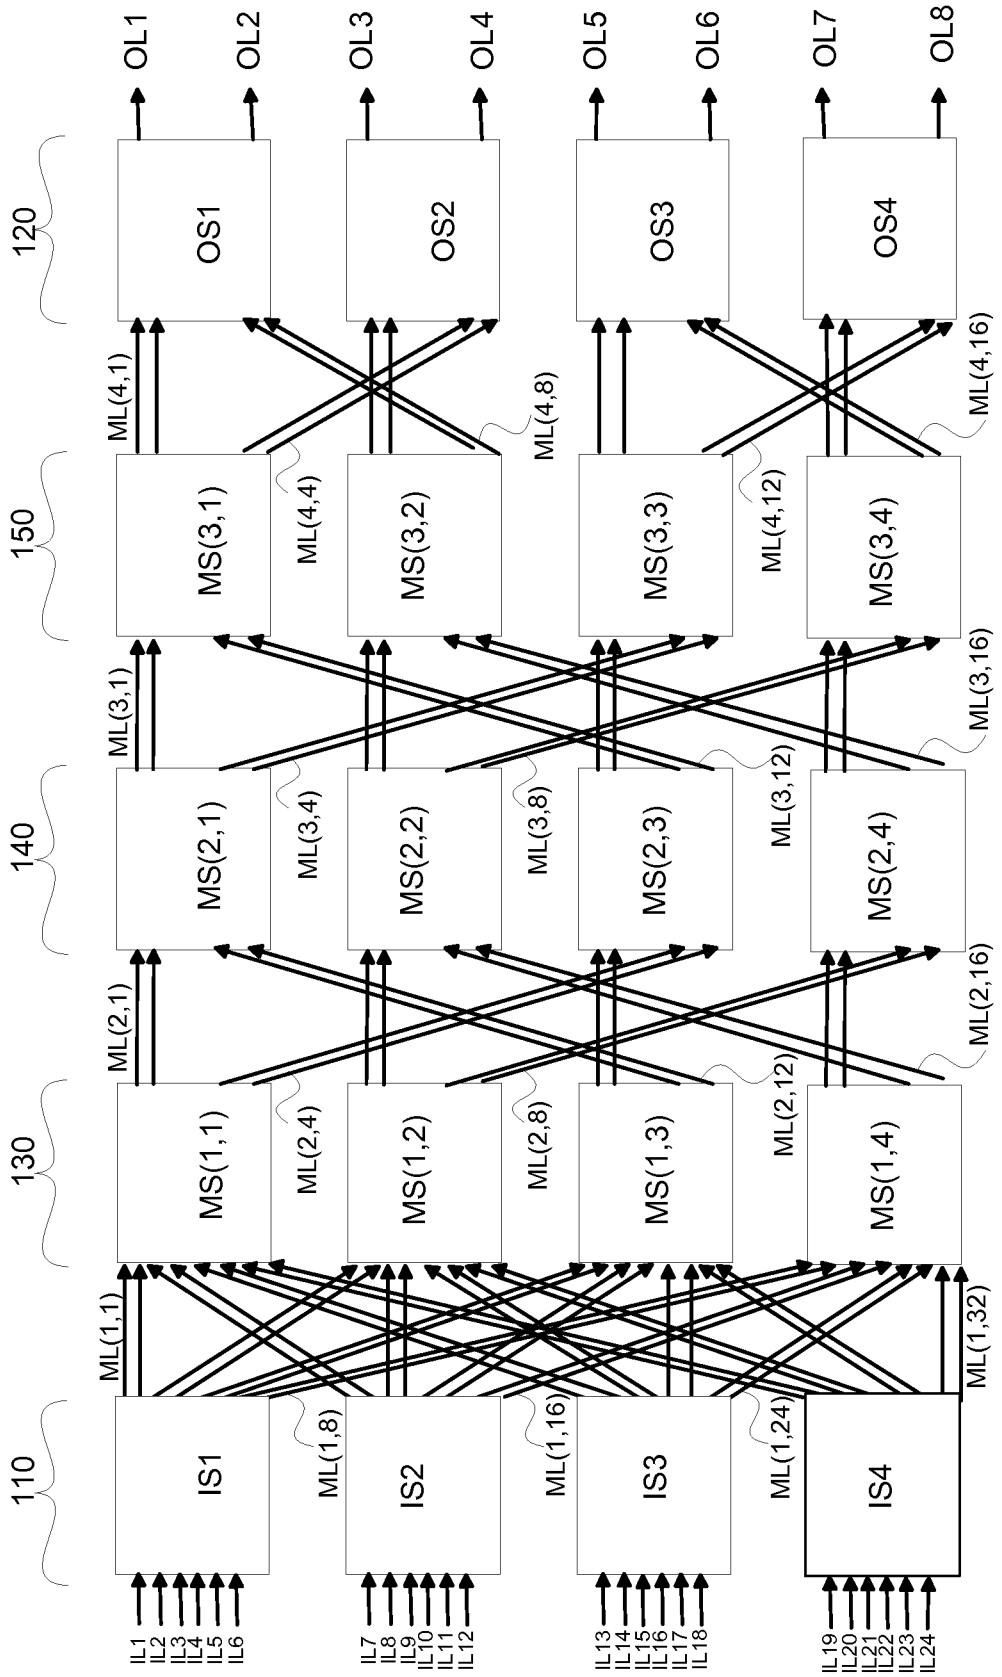 110
130
140
150
120
IL1
IL2
IL3
IL4
IL5
IL6
IS1
ML(1,1)
ML(1,8)
MS(1,1)
ML(2,1)
ML(2,4)
MS(2,1)
ML(3,1)
ML(3,4)
MS(3,1)
ML(4,1)
ML(4,4)
OS1
OL1
OL2
IL7
IL8
IL9
IL10
IL11
IL12
IS2
ML(1,16)
MS(1,2)
ML(2,8)
MS(2,2)
ML(3,8)
MS(3,2)
ML(4,8)
OS2
OL3
OL4
IL13
IL14
IL15
IL16
IL17
IL18
IS3
ML(1,24)
MS(1,3)
ML(2,12)
MS(2,3)
ML(3,12)
MS(3,3)
ML(4,12)
OS3
OL5
OL6
IL19
IL20
IL21
IL22
IL23
IL24
IS4
ML(1,32)
MS(1,4)
ML(2,16)
MS(2,4)
ML(3,16)
MS(3,4)
ML(4,16)
OS4
OL7
OL8